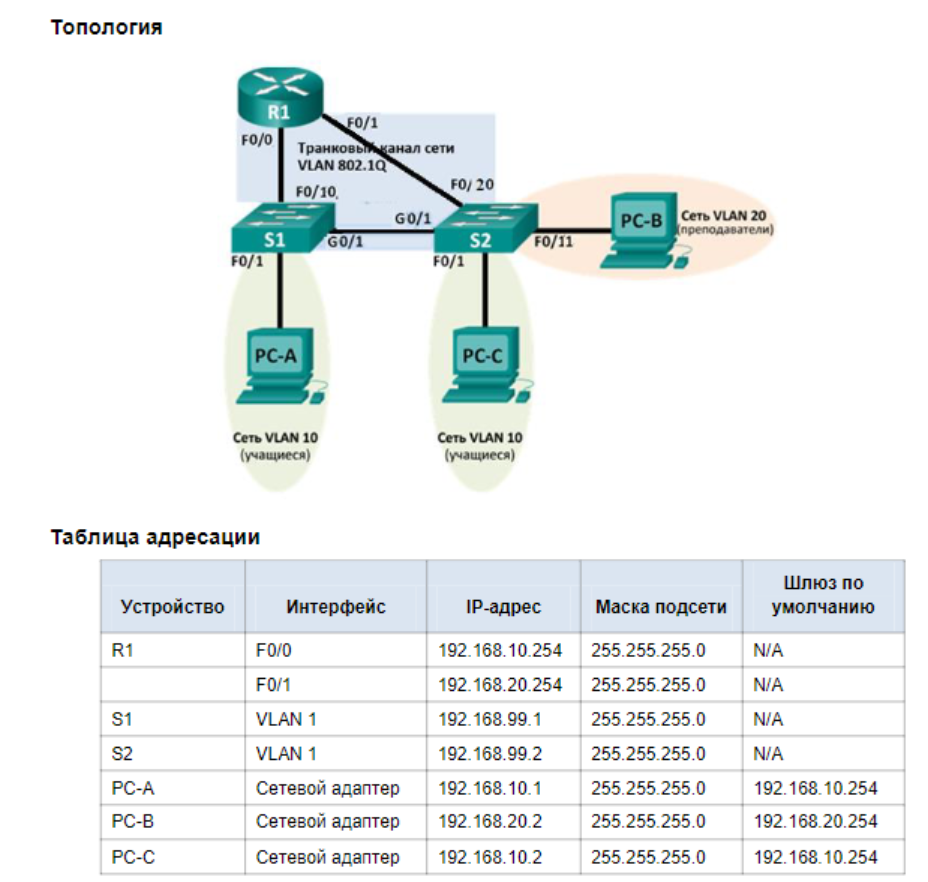 Топология
R1
F0/1
F0/0
Транковый канал сети
VLAN 802.1Q
F0/10
F0/ 20
S1
G0/1
G 0/1
S2
F0/11
PC-B
Сеть VLAN 20
(преподаватели)
F0/1
F0/1
PC-A
PC-C
Сеть VLAN 10
(учащиеся)
Сеть VLAN 10
(учащиеся)
Таблица адресации
Устройство Интерфейс IP-адрес Маска подсети Шлюз по умолчанию
R1 F0/0 192.168.10.254 255.255.255.0 N/A
F0/1 192.168.20.254 255.255.255.0 N/A
S1 VLAN 1 192.168.99.1 255.255.255.0 N/A
S2 VLAN 1 192.168.99.2 255.255.255.0 N/A
PC-A Сетевой адаптер 192.168.10.1 255.255.255.0 192.168.10.254
PC-B Сетевой адаптер 192.168.20.2 255.255.255.0 192.168.20.254
PC-C Сетевой адаптер 192.168.10.2 255.255.255.0 192.168.10.254